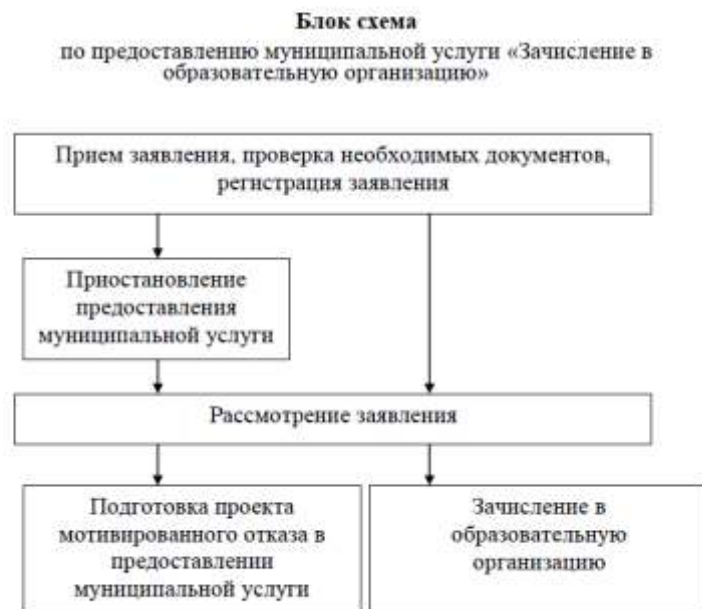 Блок схема
по предоставлению муниципальной услуги «Зачисление в
образовательную организацию»
Прием заявления, проверка необходимых документов,
регистрация заявления
Приостановление
предоставления
муниципальной услуги
Рассмотрение заявления
Подготовка проекта
мотивированного отказа в
предоставлении
муниципальной услуги
Зачисление в
образовательную
организацию